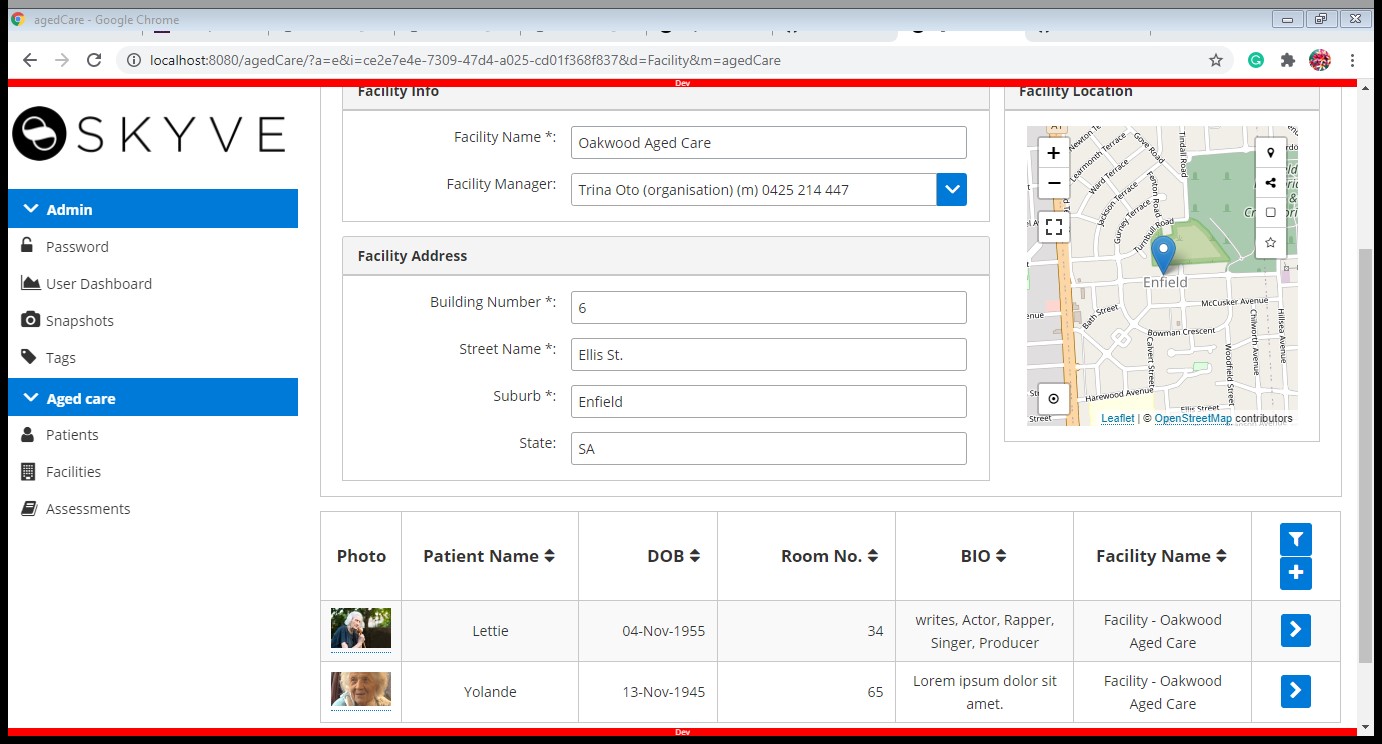 agedCare - Google Chrome
localhost:8080/agedCare/?a=e&i=ce2e7e4e-7309-47d4-a025-cd01f368f837&d=Facility&m=agedCare
Dev
SKYVE
Admin
Password
User Dashboard
Snapshots
Tags
Aged care
Patients
Facilities
Assessments
Facility Info
Facility Name *:
Oakwood Aged Care
Facility Manager:
Trina Oto (organisation) (m) 0425 214 447
Facility Address
Building Number *:
6
Street Name *:
Ellis St.
Suburb *:
Enfield
State:
SA
Facility Location
A1
+
−
Newton Te
Gove Road
Tindall Road
Learmonth Terrace
Ward Terrace
Fenton Road
Jackson Terrace
Gurney Terrace
Turnbull Road
Enfield
McCusker Avenue
Bath Street
Bowman Crescent
Calvert Street
Chilworth Avenue
Hillsea Avenue
Woodfield Street
Harewood Avenue
Ellis Street
Street
Leaflet | © OpenStreetMap contributors
Photo
Patient Name
DOB
Room No.
BIO
Facility Name
Lettie
04-Nov-1955
34
writes, Actor, Rapper,
Singer, Producer
Facility - Oakwood
Aged Care
Yolande
13-Nov-1945
65
Lorem ipsum dolor sit
amet.
Facility - Oakwood
Aged Care
Dev